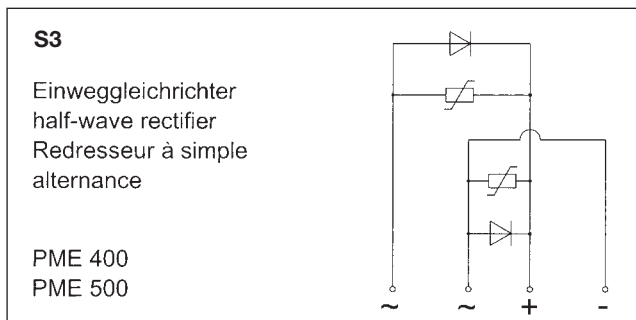 S3
Einweggleichrichter
half-wave rectifier
Redresseur à simple
alternance
PME 400
PME 500
~ ~ + -